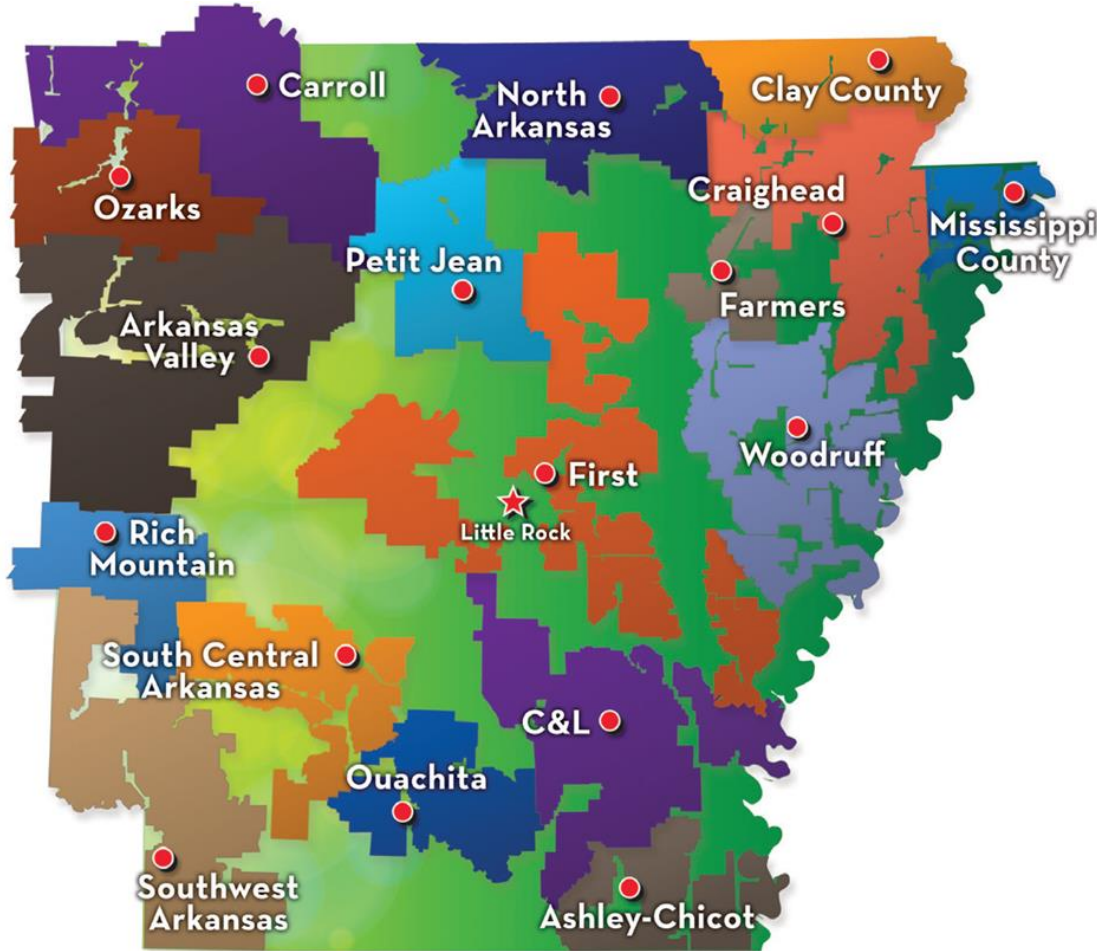 Carroll
North
Arkansas
Clay County
Ozarks
Craighead
Mississippi
County
Petit Jean
Farmers
Arkansas
Valley
Woodruff
First
Little Rock
Rich
Mountain
South Central
Arkansas
C&L
Ouachita
Southwest
Arkansas
Ashley-Chicot